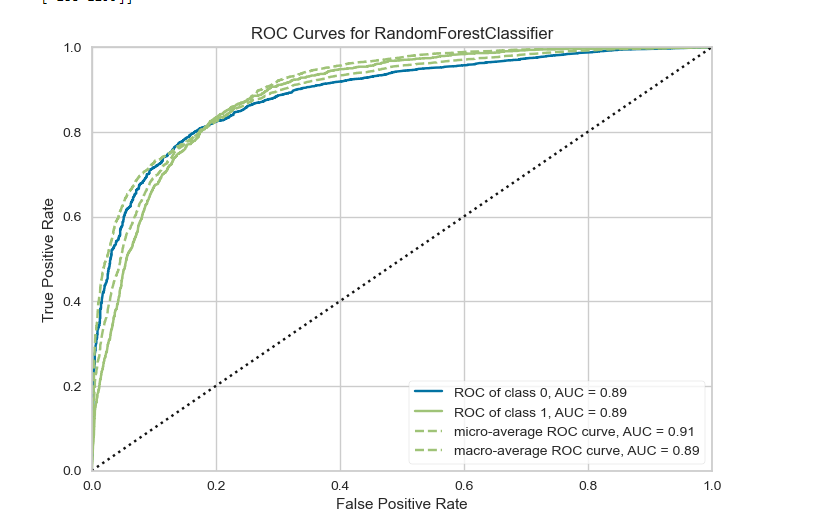 ROC Curves for RandomForestClassifier
1.0
0.8
0.6
0.4
0.2
0.0
True Positive Rate
ROC of class 0, AUC = 0.89
ROC of class 1, AUC = 0.89
micro-average ROC curve, AUC = 0.91
macro-average ROC curve, AUC = 0.89
0.0 0.2 0.4 0.6 0.8 1.0
False Positive Rate